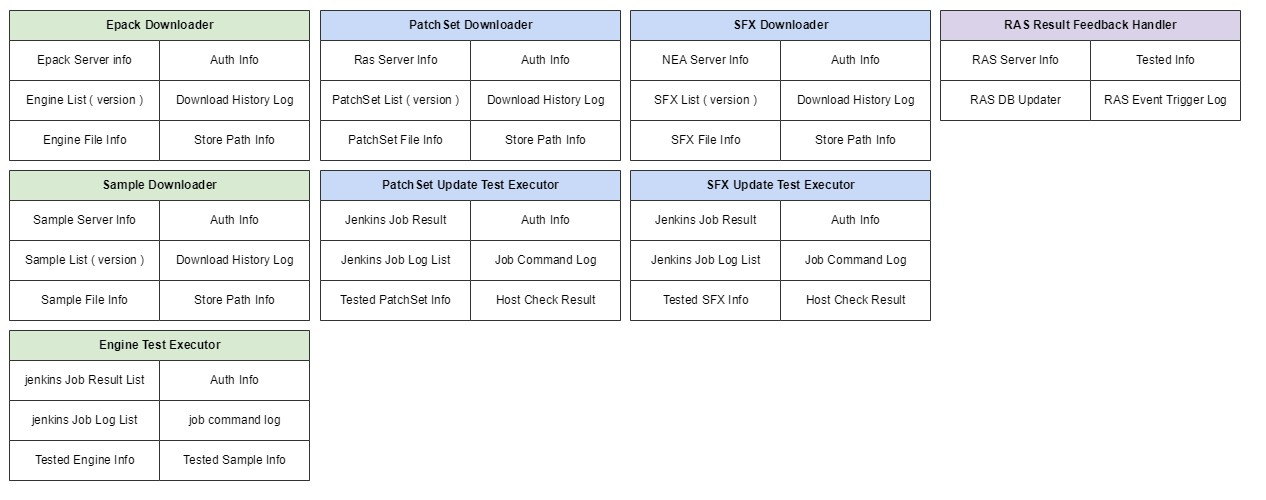 Epack Downloader
Epack Server info
Auth Info
Engine List ( version )
Download History Log
Engine File Info
Store Path Info
PatchSet Downloader
Ras Server Info
Auth Info
PatchSet List ( version )
Download History Log
PatchSet File Info
Store Path Info
SFX Downloader
NEA Server Info
Auth Info
SFX List ( version )
Download History Log
SFX File Info
Store Path Info
RAS Result Feedback Handler
RAS Server Info
Tested Info
RAS DB Updater
RAS Event Trigger Log
Sample Downloader
Sample Server Info
Auth Info
Sample List ( version )
Download History Log
Sample File Info
Store Path Info
PatchSet Update Test Executor
Jenkins Job Result
Auth Info
Jenkins Job Log List
Job Command Log
Tested PatchSet Info
Host Check Result
SFX Update Test Executor
Jenkins Job Result
Auth Info
Jenkins Job Log List
Job Command Log
Tested SFX Info
Host Check Result
Engine Test Executor
jenkins Job Result List
Auth Info
jenkins Job Log List
job command log
Tested Engine Info
Tested Sample Info